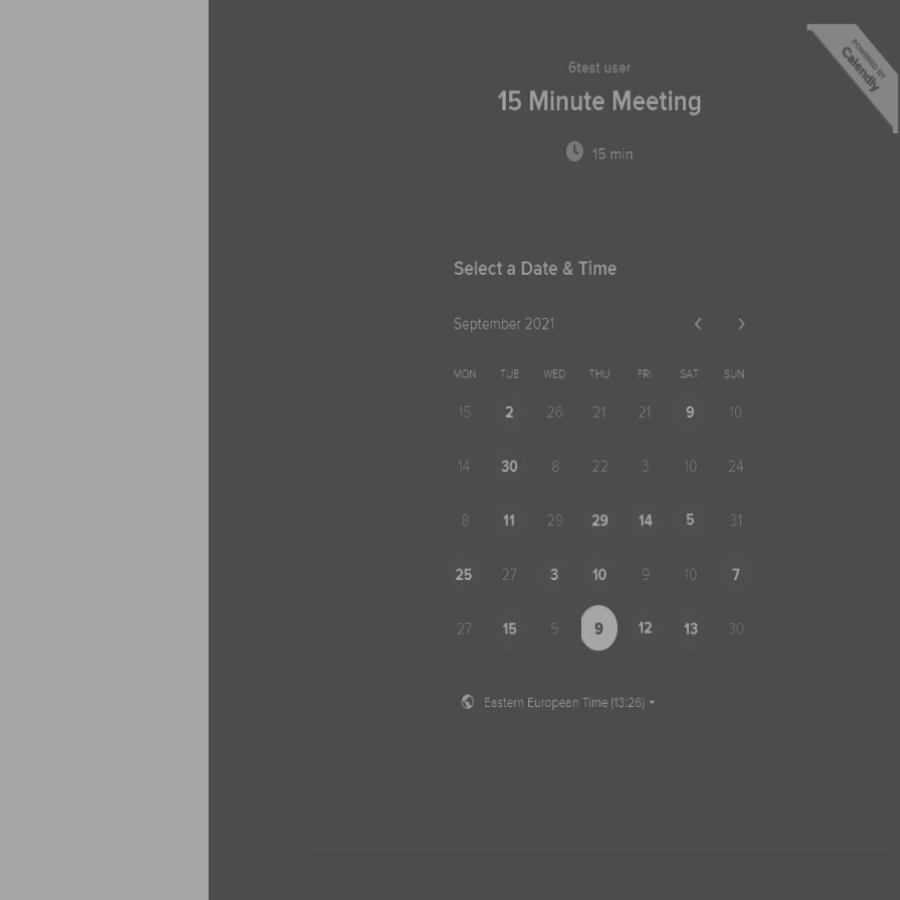 POWERED BY
Calendly
6test user
15 Minute Meeting
15 min
Select a Date & Time
September 2021
MON TUE WED THU FRI SAT SUN
15 2 26 21 21 9 10
14 30 8 22 3 10 24
8 11 29 29 14 5 31
25 27 3 10 9 10 7
27 15 5 9 12 13 30
Eastern European Time (13:26)